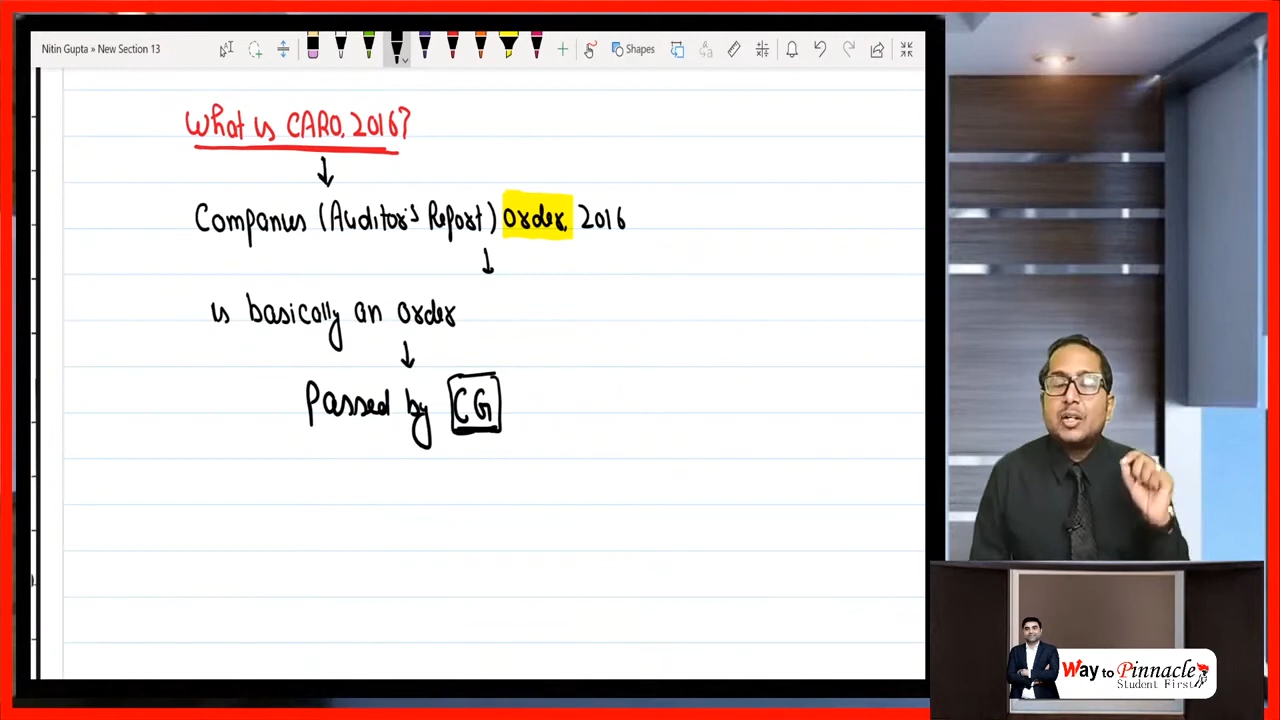 Nitin Gupta » New Section 13
Shapes
What is CARO, 2016?
Companies (Auditor's Report) order, 2016
is basically an order
Passed by CG
Way to Pinnacle
Student First